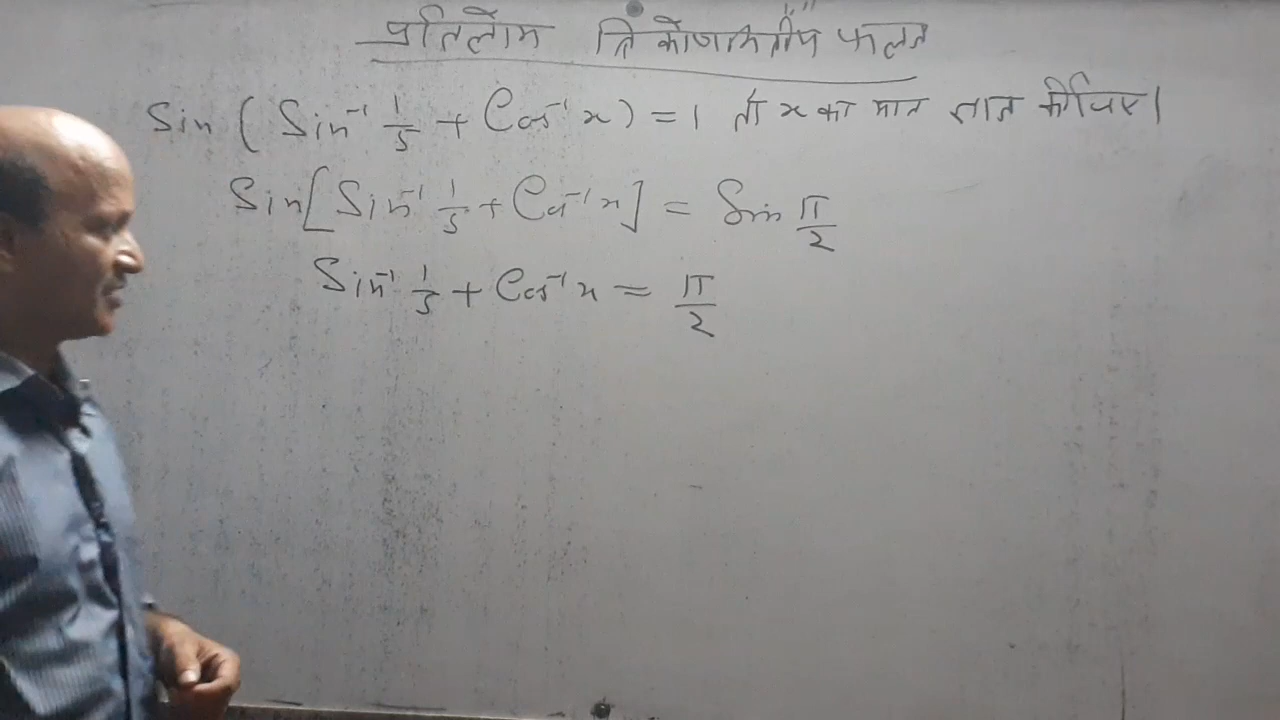 प्रतिलोम त्रिकोणमितीय फलन
Sin ( Sin⁻¹ 1/5 + Cos⁻¹ x ) = 1 तो x का मान ज्ञात कीजिए।
Sin [ Sin⁻¹ 1/5 + Cos⁻¹ x ] = Sin π/2
Sin⁻¹ 1/5 + Cos⁻¹ x = π/2